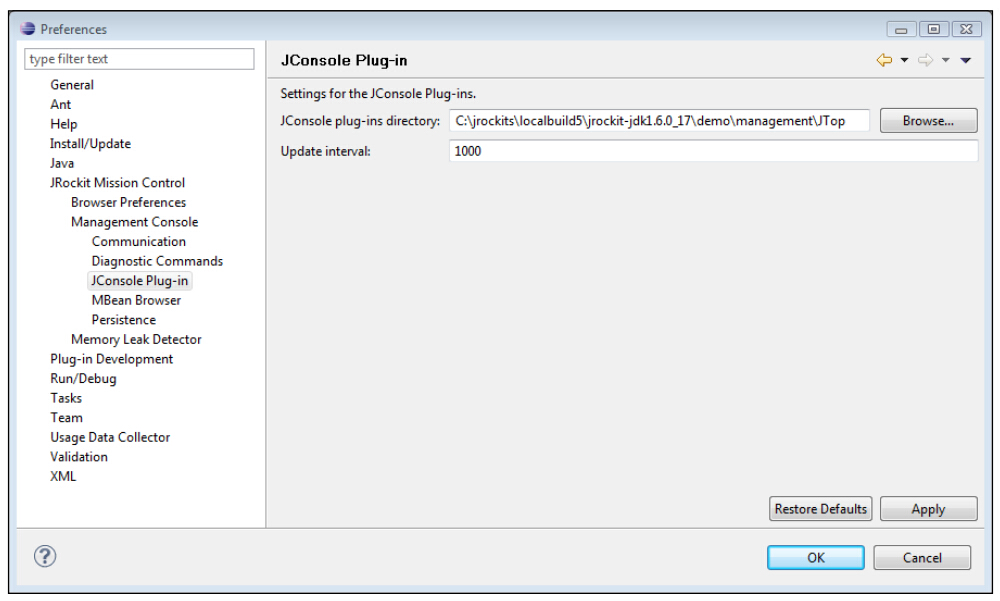 Preferences
type filter text
General
Ant
Help
Install/Update
Java
JRockit Mission Control
Browser Preferences
Management Console
Communication
Diagnostic Commands
JConsole Plug-in
MBean Browser
Persistence
Memory Leak Detector
Plug-in Development
Run/Debug
Tasks
Team
Usage Data Collector
Validation
XML
JConsole Plug-in
Settings for the JConsole Plug-ins.
JConsole plug-ins directory: C:\jrockits\localbuild5\jrockit-jdk1.6.0_17\demo\management\JTop Browse...
Update interval: 1000
Restore Defaults Apply
? OK Cancel